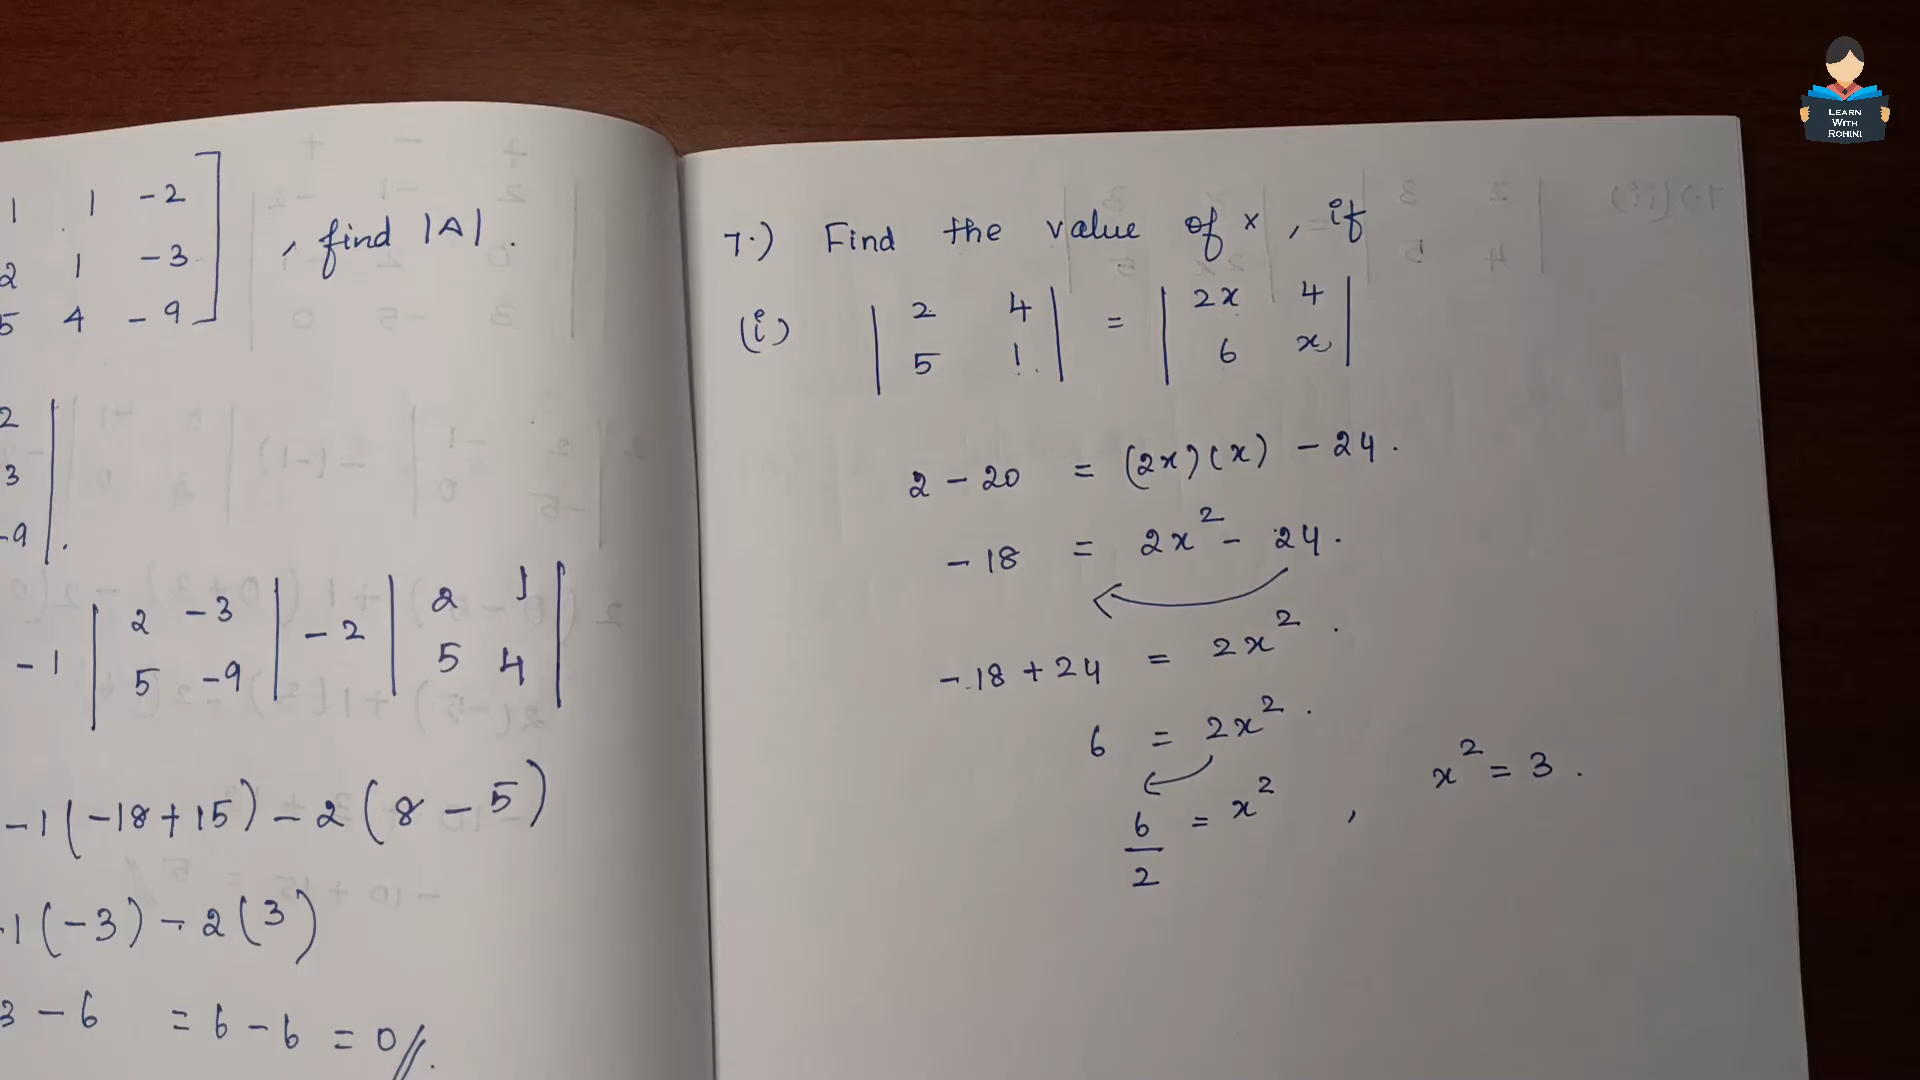 1 1 -2
2 1 -3
5 4 -9
, find |A|.
2
3
-9 .
-1 | 2 -3 | -2 | 2 1 |
| 5 -9 | | 5 4 |
-1(-18+15) - 2(8-5)
-1(-3) - 2(3)
3 - 6 = 6 - 6 = 0//.
7.) Find the value of x, if
(i) | 2 4 | = | 2x 4 |
| 5 1 | | 6 x |
2 - 20 = (2x)(x) - 24.
-18 = 2x² - 24.
-18 + 24 = 2x².
6 = 2x².
6/2 = x² , x² = 3.
LEARN
WITH
ROHINI